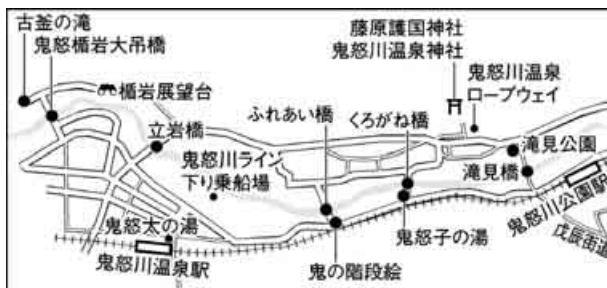 古釜の滝
鬼怒楯岩大吊橋
楯岩展望台
立岩橋
鬼怒川ライン
下り乗船場
鬼怒太の湯
鬼怒川温泉駅
ふれあい橋
鬼の階段絵
くろがね橋
鬼怒子の湯
藤原護国神社
鬼怒川温泉神社
鬼怒川温泉
ロープウェイ
滝見公園
滝見橋
鬼怒川公園駅
戊辰街道